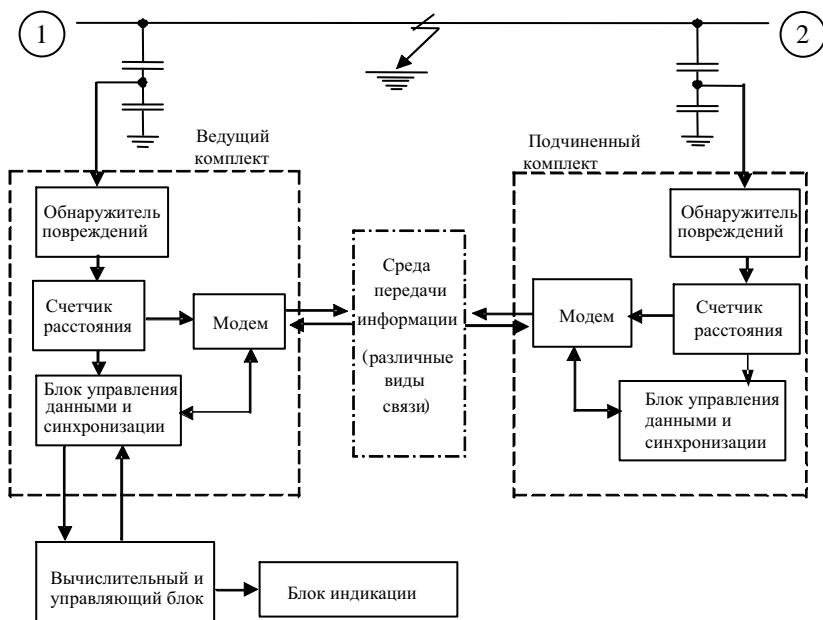 1
2
Ведущий
комплект
Подчиненный
комплект
Обнаружитель
повреждений
Счетчик
расстояния
Модем
Блок управления
данными и
синхронизации
Среда
передачи
информации
(различные
виды
связи)
Обнаружитель
повреждений
Модем
Счетчик
расстояния
Блок управления
данными и
синхронизации
Вычислительный и
управляющий блок
Блок индикации